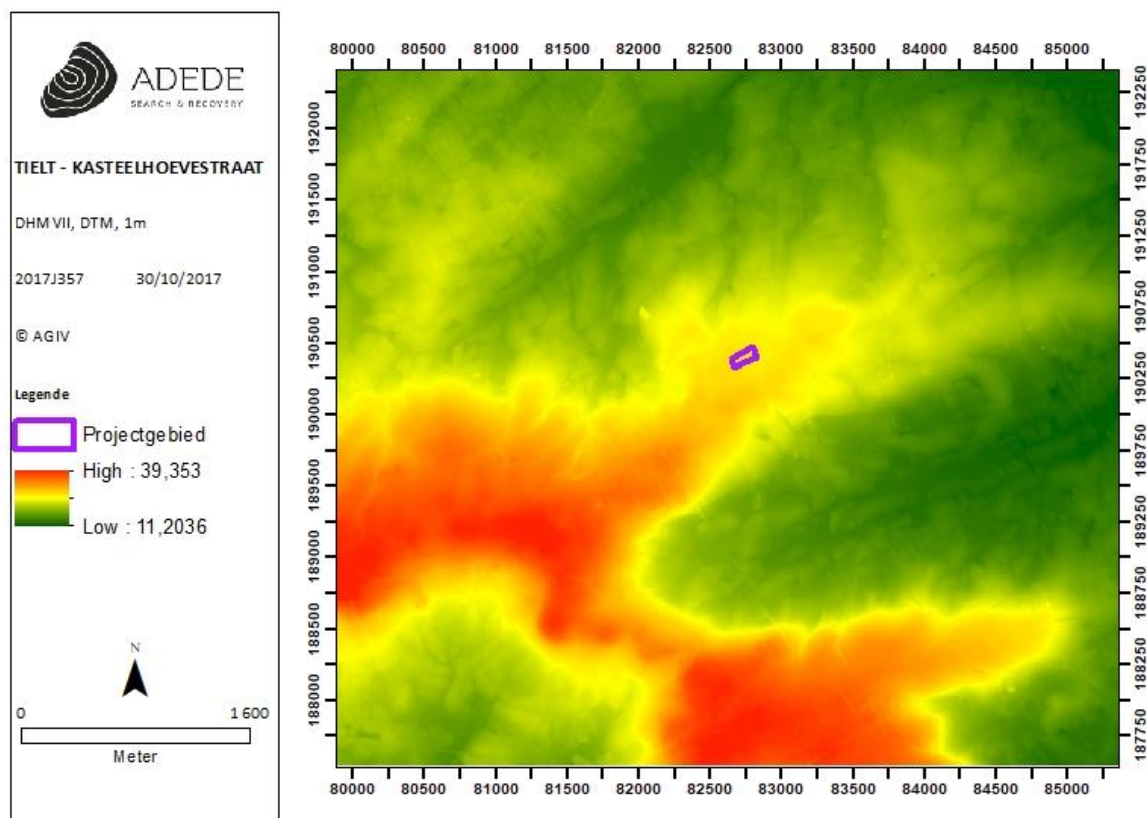 ADEDE
SEARCH & RECOVERY
TIELT - KASTEELHOEVESTRAAT
DHM VII, DTM, 1m
2017J357 30/10/2017
© AGIV
Legende
Projectgebied
High : 39,353
Low : 11,2036
N
0 1 600
Meter
80000 80500 81000 81500 82000 82500 83000 83500 84000 84500 85000
192000
191500
191000
190500
190000
189500
189000
188500
188000
192250
191750
191250
190750
190250
189750
189250
188750
188250
187750
80000 80500 81000 81500 82000 82500 83000 83500 84000 84500 85000